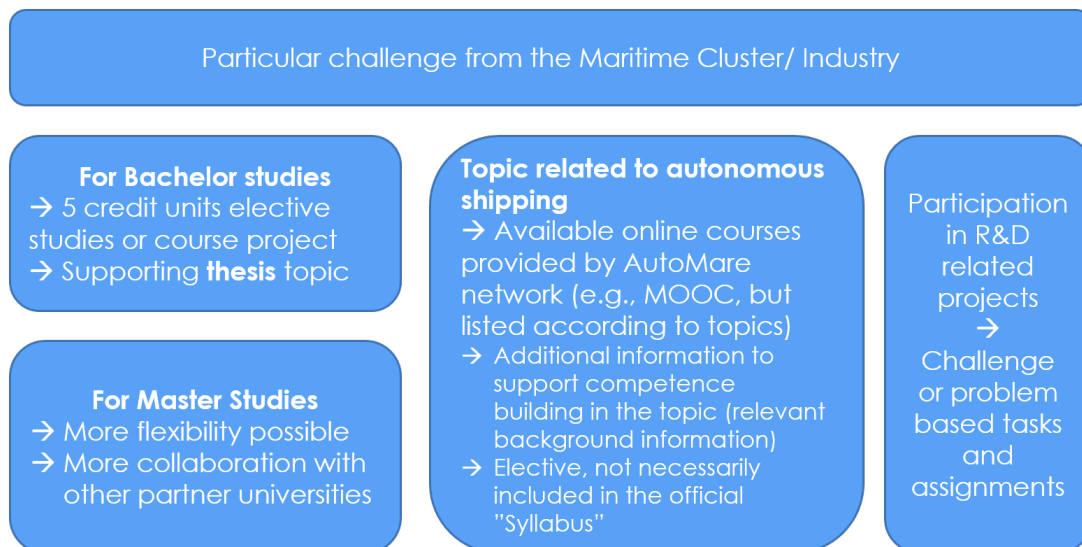 Particular challenge from the Maritime Cluster/ Industry
For Bachelor studies
→ 5 credit units elective
studies or course project
→ Supporting thesis topic
For Master Studies
→ More flexibility possible
→ More collaboration with
other partner universities
Topic related to autonomous
shipping
→ Available online courses
provided by AutoMare
network (e.g., MOOC, but
listed according to topics)
→ Additional information to
support competence
building in the topic (relevant
background information)
→ Elective, not necessarily
included in the official
”Syllabus”
Participation
in R&D
related
projects
→
Challenge
or problem
based tasks
and
assignments